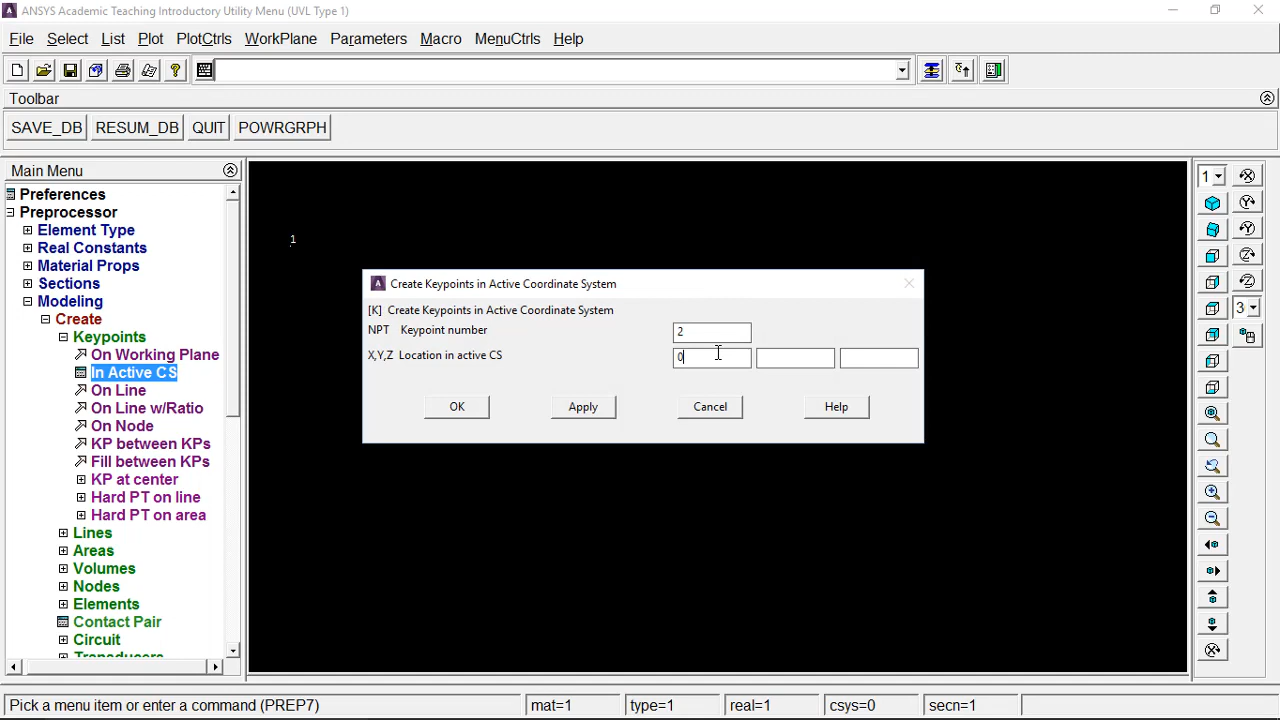 ANSYS Academic Teaching Introductory Utility Menu (UVL Type 1)
File Select List Plot PlotCtrls WorkPlane Parameters Macro MenuCtrls Help
Toolbar
SAVE_DB RESUM_DB QUIT POWRGRPH
Main Menu
Preferences
Preprocessor
Element Type
Real Constants
Material Props
Sections
Modeling
Create
Keypoints
On Working Plane
In Active CS
On Line
On Line w/Ratio
On Node
KP between KPs
Fill between KPs
KP at center
Hard PT on line
Hard PT on area
Lines
Areas
Volumes
Nodes
Elements
Contact Pair
Circuit
Transducers
1
Create Keypoints in Active Coordinate System
[K] Create Keypoints in Active Coordinate System
NPT Keypoint number 2
X,Y,Z Location in active CS 0
OK Apply Cancel Help
1
3
Pick a menu item or enter a command (PREP7) mat=1 type=1 real=1 csys=0 secn=1